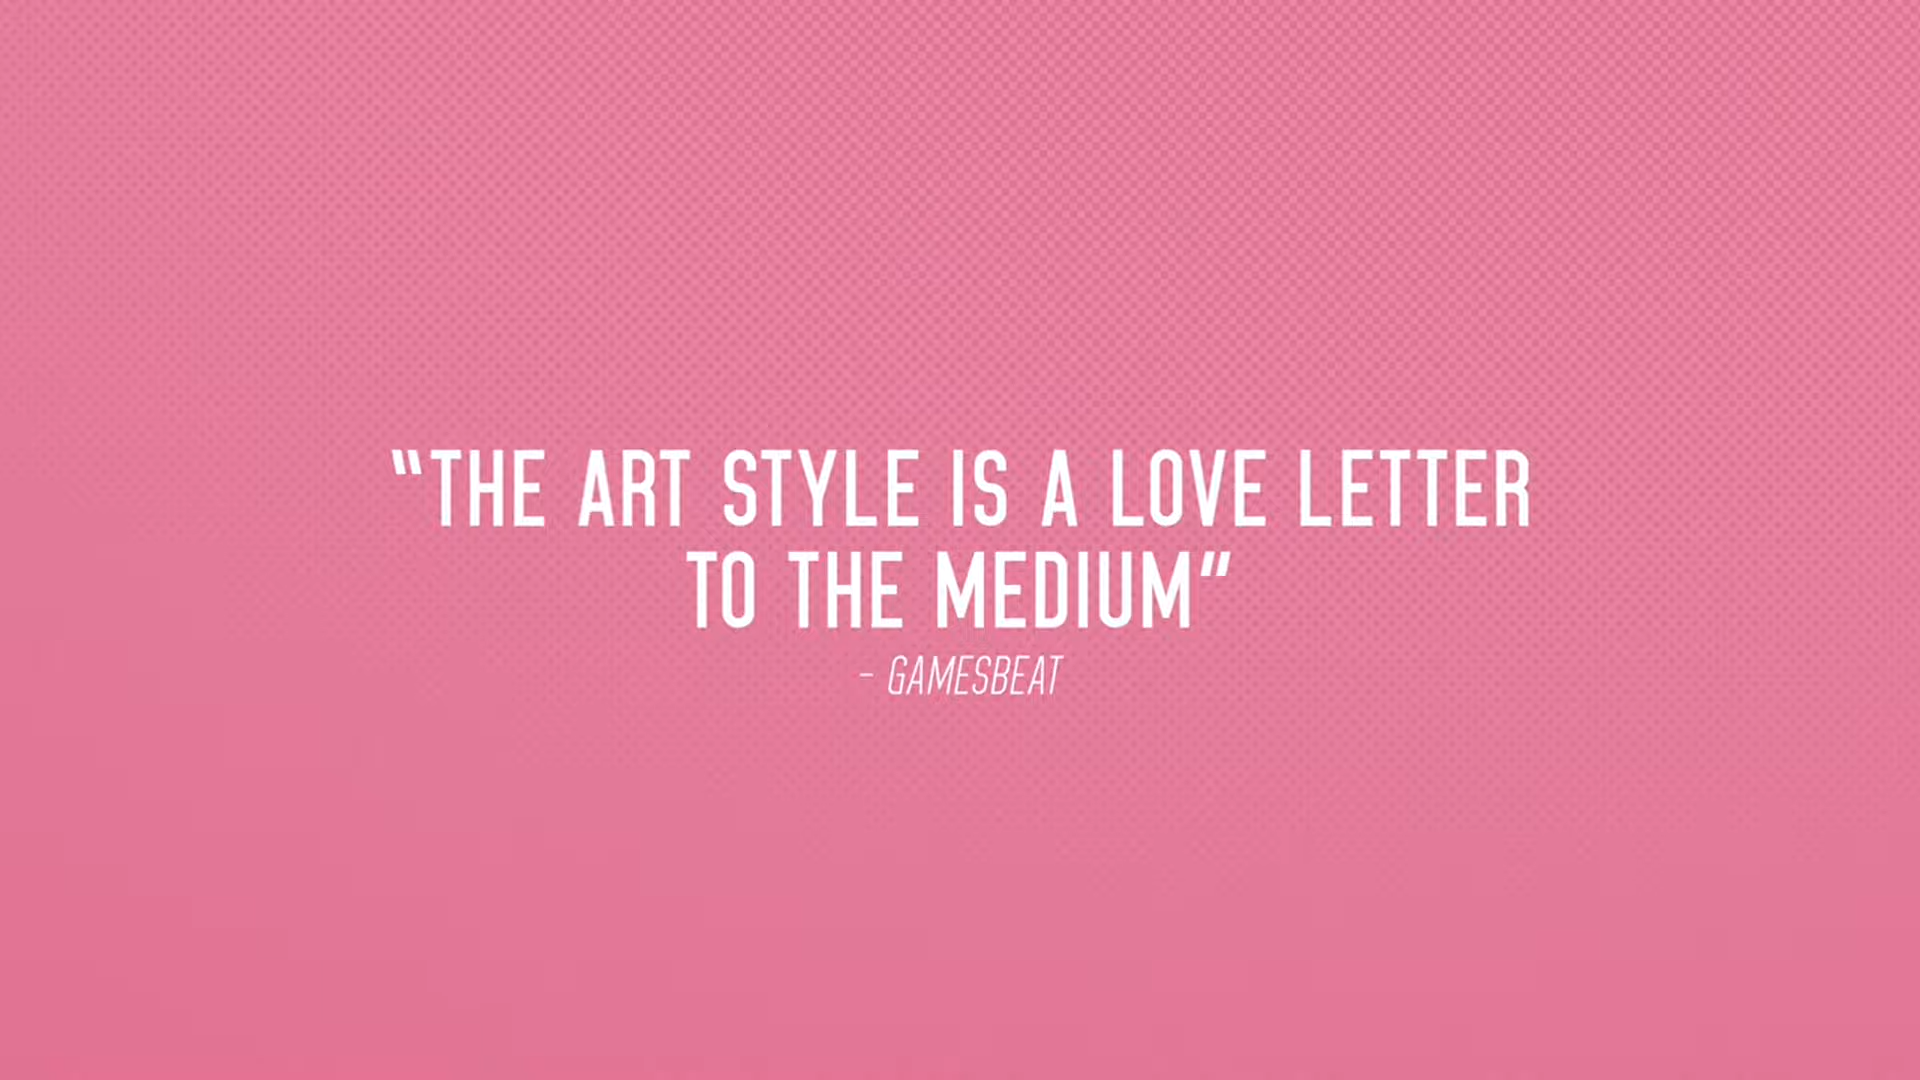 “THE ART STYLE IS A LOVE LETTER
TO THE MEDIUM”
- GAMESBEAT